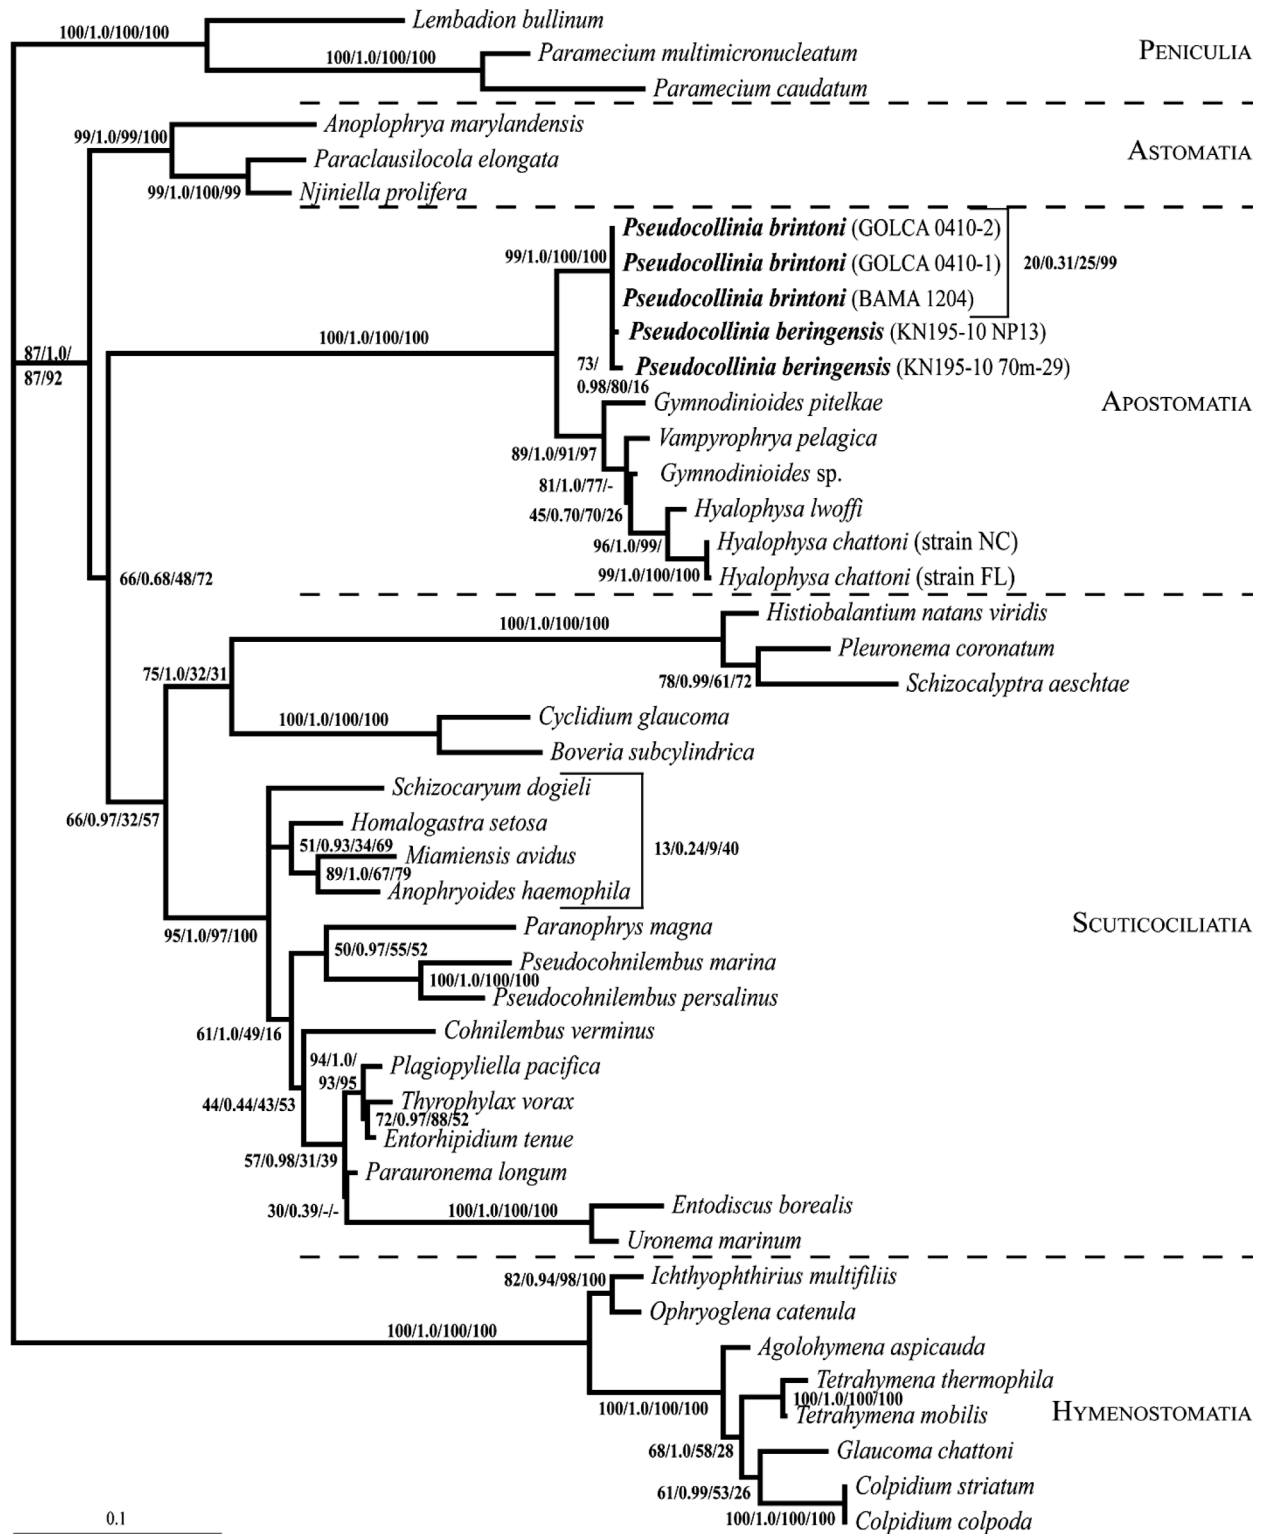 Lembadion bullinum
100/1.0/100/100
PENICULIA
Paramecium multimicronucleatum
100/1.0/100/100
Paramecium caudatum
Anoplophrya marylandensis
99/1.0/99/100
ASTOMATIA
Paraclausilocola elongata
99/1.0/100/99
Njiniella prolifera
Pseudocollinia brintoni (GOLCA 0410-2)
99/1.0/100/100
Pseudocollinia brintoni (GOLCA 0410-1)
20/0.31/25/99
Pseudocollinia brintoni (BAMA 1204)
Pseudocollinia beringensis (KN195-10 NP13)
100/1.0/100/100
87/1.0/
87/92
Pseudocollinia beringensis (KN195-10 70m-29)
73/
0.98/80/16
Gymnodinioides pitelkae
APOSTOMATIA
Vampyrophrya pelagica
89/1.0/91/97
Gymnodinioides sp.
81/1.0/77/-
Hyalophysa lwoffi
45/0.70/70/26
Hyalophysa chattoni (strain NC)
96/1.0/99/
99/1.0/100/100
Hyalophysa chattoni (strain FL)
66/0.68/48/72
Histiobalantium natans viridis
100/1.0/100/100
Pleuronema coronatum
75/1.0/32/31
78/0.99/61/72
Schizocalyptra aeschtae
100/1.0/100/100
Cyclidium glaucoma
Boveria subcylindrica
Schizocaryum dogieli
66/0.97/32/57
Homalogastra setosa
51/0.93/34/69
13/0.24/9/40
Miamiensis avidus
89/1.0/67/79
Anophryoides haemophila
SCUTICOCILIATIA
Paranophrys magna
95/1.0/97/100
50/0.97/55/52
Pseudocohnilembus marina
100/1.0/100/100
Pseudocohnilembus persalinus
61/1.0/49/16
Cohnilembus verminus
94/1.0/
93/95
Plagiopyliella pacifica
44/0.44/43/53
Thyrophylax vorax
72/0.97/88/52
Entorhipidium tenue
57/0.98/31/39
Parauronema longum
30/0.39/-/-
100/1.0/100/100
Entodiscus borealis
Uronema marinum
82/0.94/98/100
Ichthyophthirius multifiliis
Ophryoglena catenula
100/1.0/100/100
Agolohymena aspicauda
Tetrahymena thermophila
100/1.0/100/100
100/1.0/100/100
Tetrahymena mobilis
HYMENOSTOMATIA
68/1.0/58/28
Glaucoma chattoni
61/0.99/53/26
Colpidium striatum
100/1.0/100/100
Colpidium colpoda
0.1